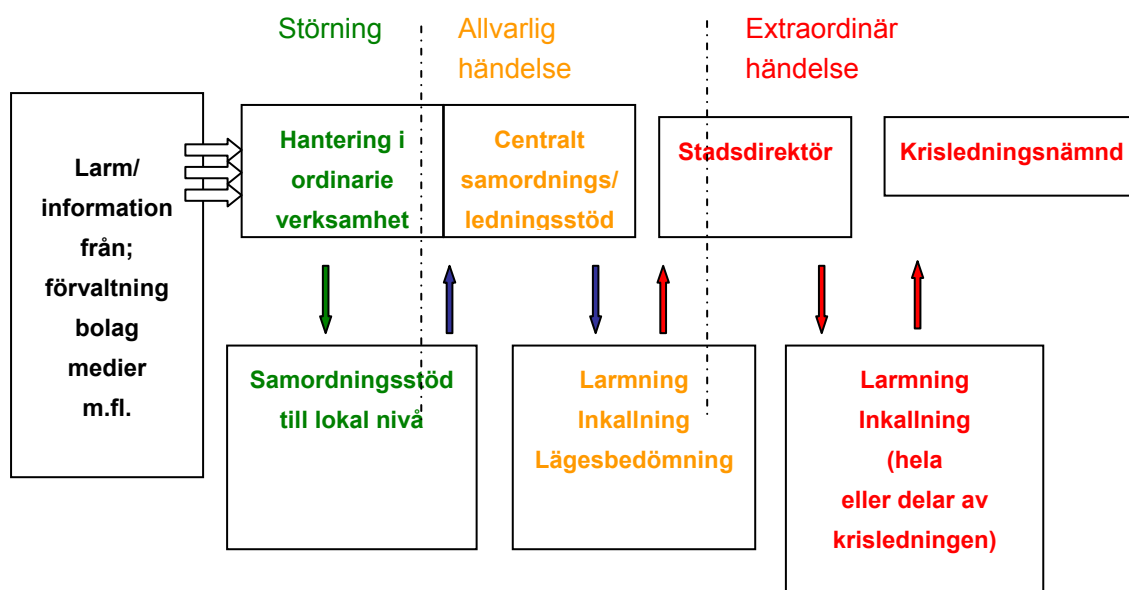 Störning
Allvarlig
händelse
Extraordinär
händelse
Larm/
information
från;
förvaltning
bolag
medier
m.fl.
Hantering i
ordinarie
verksamhet
Centralt
samordnings/
ledningsstöd
Stadsdirektör
Krisledningsnämnd
Samordningsstöd
till lokal nivå
Larmning
Inkallning
Lägesbedömning
Larmning
Inkallning
(hela
eller delar av
krisledningen)